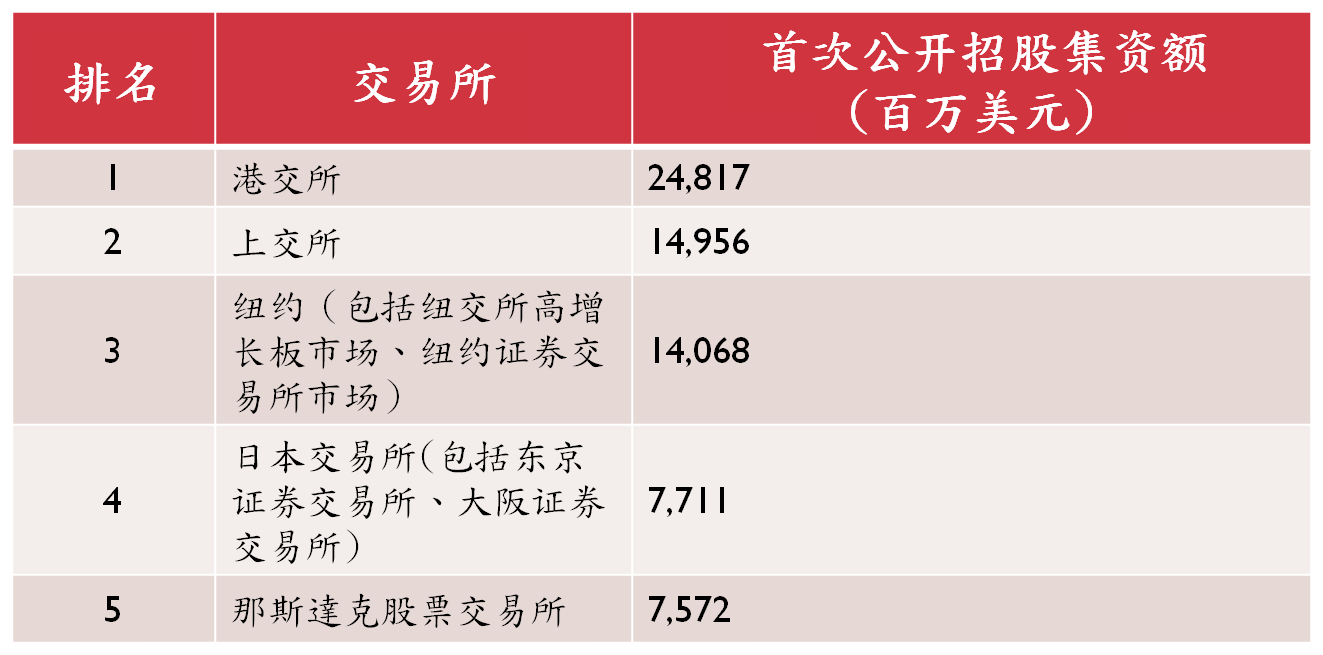 排名
交易所
首次公开招股集资额
（百万美元）
1
港交所
24,817
2
上交所
14,956
3
纽约（包括纽交所高增
长板市场、纽约证券交
易所市场）
14,068
4
日本交易所(包括东京
证券交易所、大阪证券
交易所）
7,711
5
那斯達克股票交易所
7,572